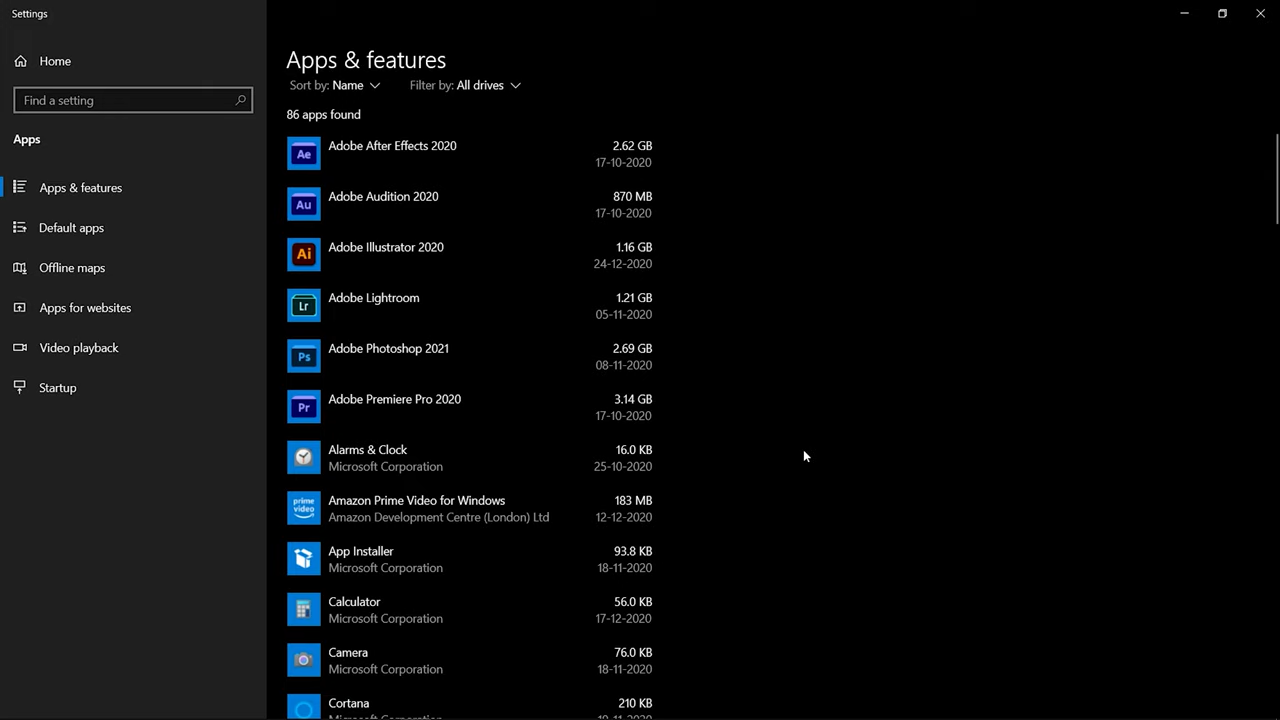 Settings
Home
Find a setting
Apps
Apps & features
Default apps
Offline maps
Apps for websites
Video playback
Startup
Apps & features
Sort by: Name Filter by: All drives
86 apps found
Ae Adobe After Effects 2020 2.62 GB
17-10-2020
Au Adobe Audition 2020 870 MB
17-10-2020
Ai Adobe Illustrator 2020 1.16 GB
24-12-2020
Lr Adobe Lightroom 1.21 GB
05-11-2020
Ps Adobe Photoshop 2021 2.69 GB
08-11-2020
Pr Adobe Premiere Pro 2020 3.14 GB
17-10-2020
Alarms & Clock 16.0 KB
Microsoft Corporation 25-10-2020
prime video Amazon Prime Video for Windows 183 MB
Amazon Development Centre (London) Ltd 12-12-2020
App Installer 93.8 KB
Microsoft Corporation 18-11-2020
Calculator 56.0 KB
Microsoft Corporation 17-12-2020
Camera 76.0 KB
Microsoft Corporation 18-11-2020
Cortana 210 KB
Microsoft Corporation